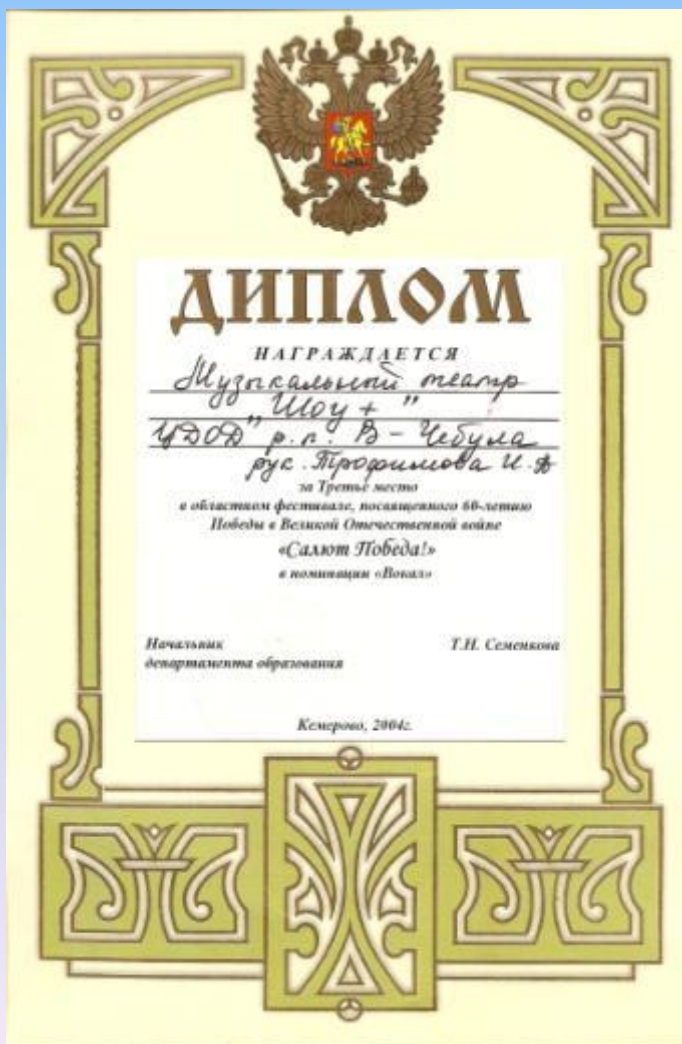 ДИПЛОМ
НАГРАЖДАЕТСЯ
Музыкальный театр
„Шоу +"
ЦДОД р.п. В-Чебула
рук. Трофимова И.В
за Третье место
в областном фестивале, посвященного 60-летию
Победы в Великой Отечественной войне
«Салют Победа!»
в номинации «Вокал»
Начальник Т.Н. Семенкова
департамента образования
Кемерово, 2004г.